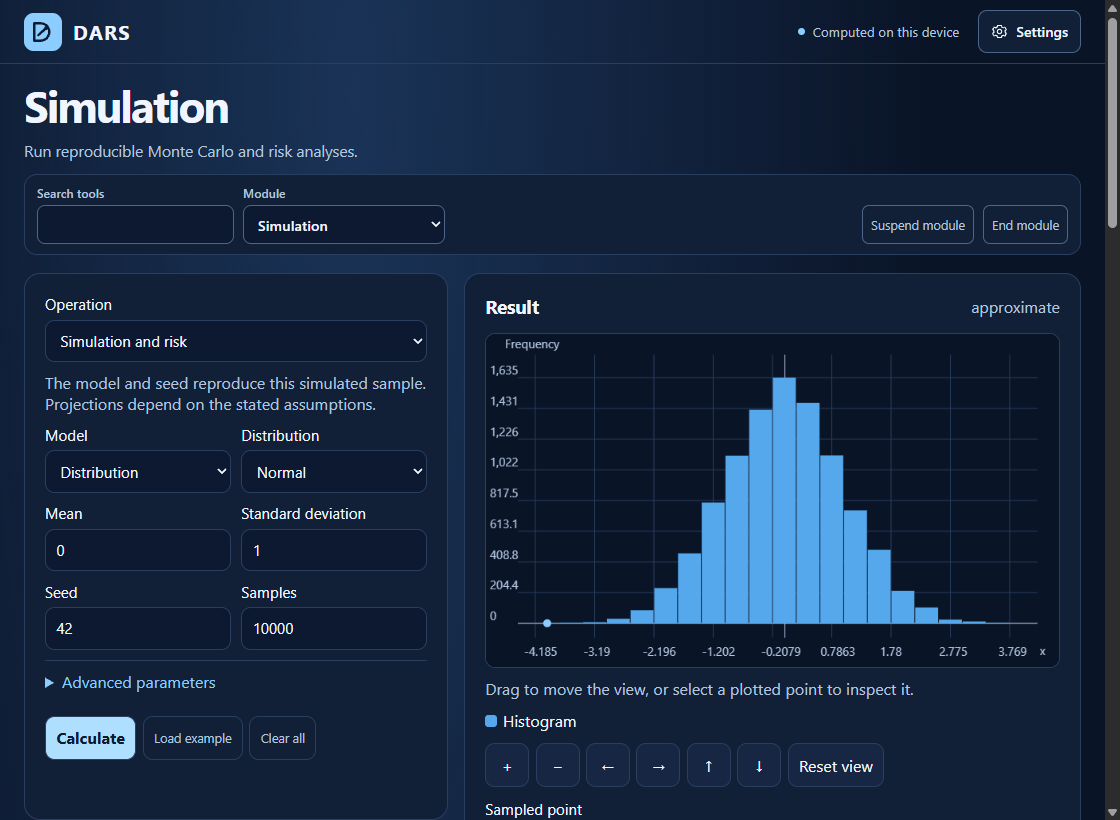 DARS
Computed on this device
Settings
Simulation
Run reproducible Monte Carlo and risk analyses.
Search tools
Module
Simulation
Suspend module
End module
Operation
Simulation and risk
The model and seed reproduce this simulated sample.
Projections depend on the stated assumptions.
Model
Distribution
Distribution
Normal
Mean
Standard deviation
0
1
Seed
Samples
42
10000
Advanced parameters
Calculate
Load example
Clear all
Result
approximate
Frequency
1,635
1,431
1,226
1,022
817.5
613.1
408.8
204.4
0
-4.185 -3.19 -2.196 -1.202 -0.2079 0.7863 1.78 2.775 3.769 x
Drag to move the view, or select a plotted point to inspect it.
Histogram
+ − ← → ↑ ↓ Reset view
Sampled point